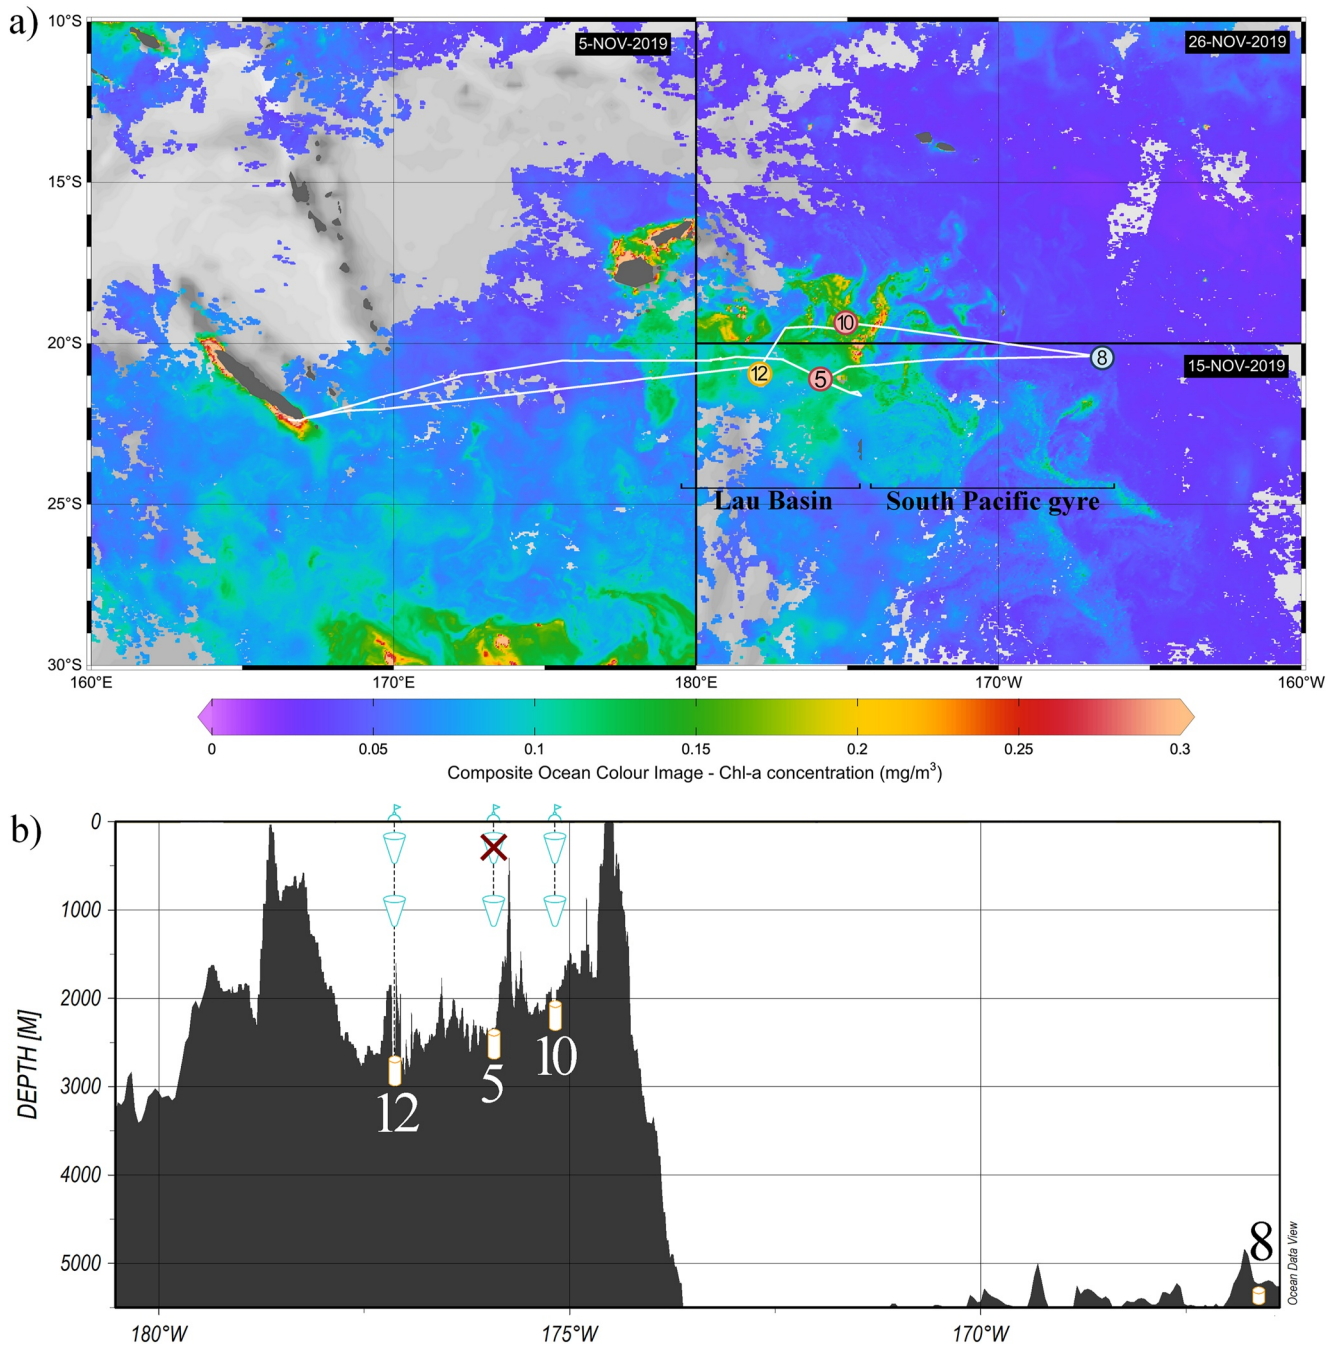 a)
10°S
15°S
20°S
25°S
30°S
5-NOV-2019
26-NOV-2019
15-NOV-2019
10
12
5
8
Lau Basin
South Pacific gyre
160°E
170°E
180°E
170°W
160°W
0
0.05
0.1
0.15
0.2
0.25
0.3
Composite Ocean Colour Image - Chl-a concentration (mg/m³)
b)
DEPTH [M]
0
1000
2000
3000
4000
5000
12
5
10
8
Ocean Data View
180°W
175°W
170°W